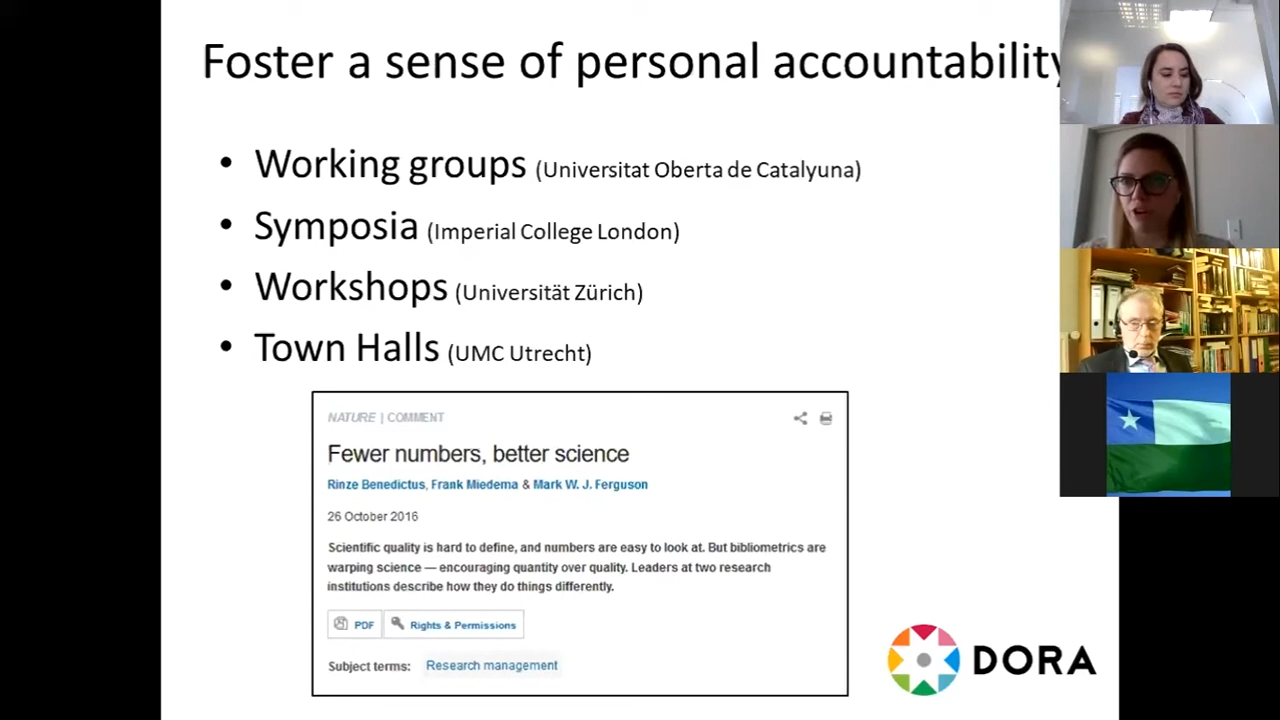 Foster a sense of personal accountability
• Working groups (Universitat Oberta de Catalyuna)
• Symposia (Imperial College London)
• Workshops (Universität Zürich)
• Town Halls (UMC Utrecht)
NATURE | COMMENT
Fewer numbers, better science
Rinze Benedictus, Frank Miedema & Mark W. J. Ferguson
26 October 2016
Scientific quality is hard to define, and numbers are easy to look at. But bibliometrics are
warping science — encouraging quantity over quality. Leaders at two research
institutions describe how they do things differently.
PDF Rights & Permissions
Subject terms: Research management
DORA